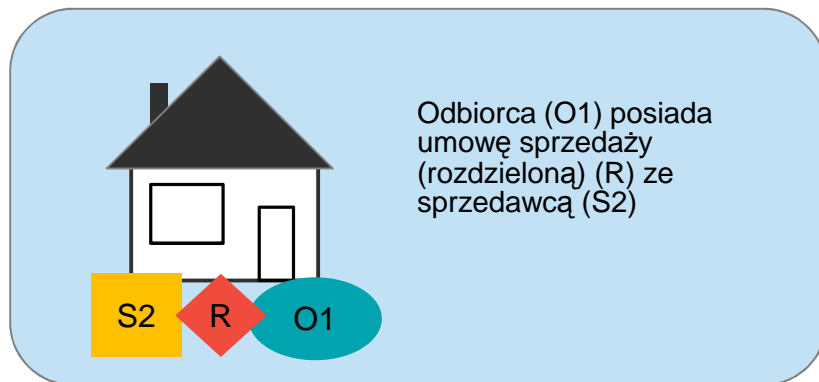 Odbiorca (O1) posiada
umowę sprzedaży
(rozdzieloną) (R) ze
sprzedawcą (S2)
S2 R O1